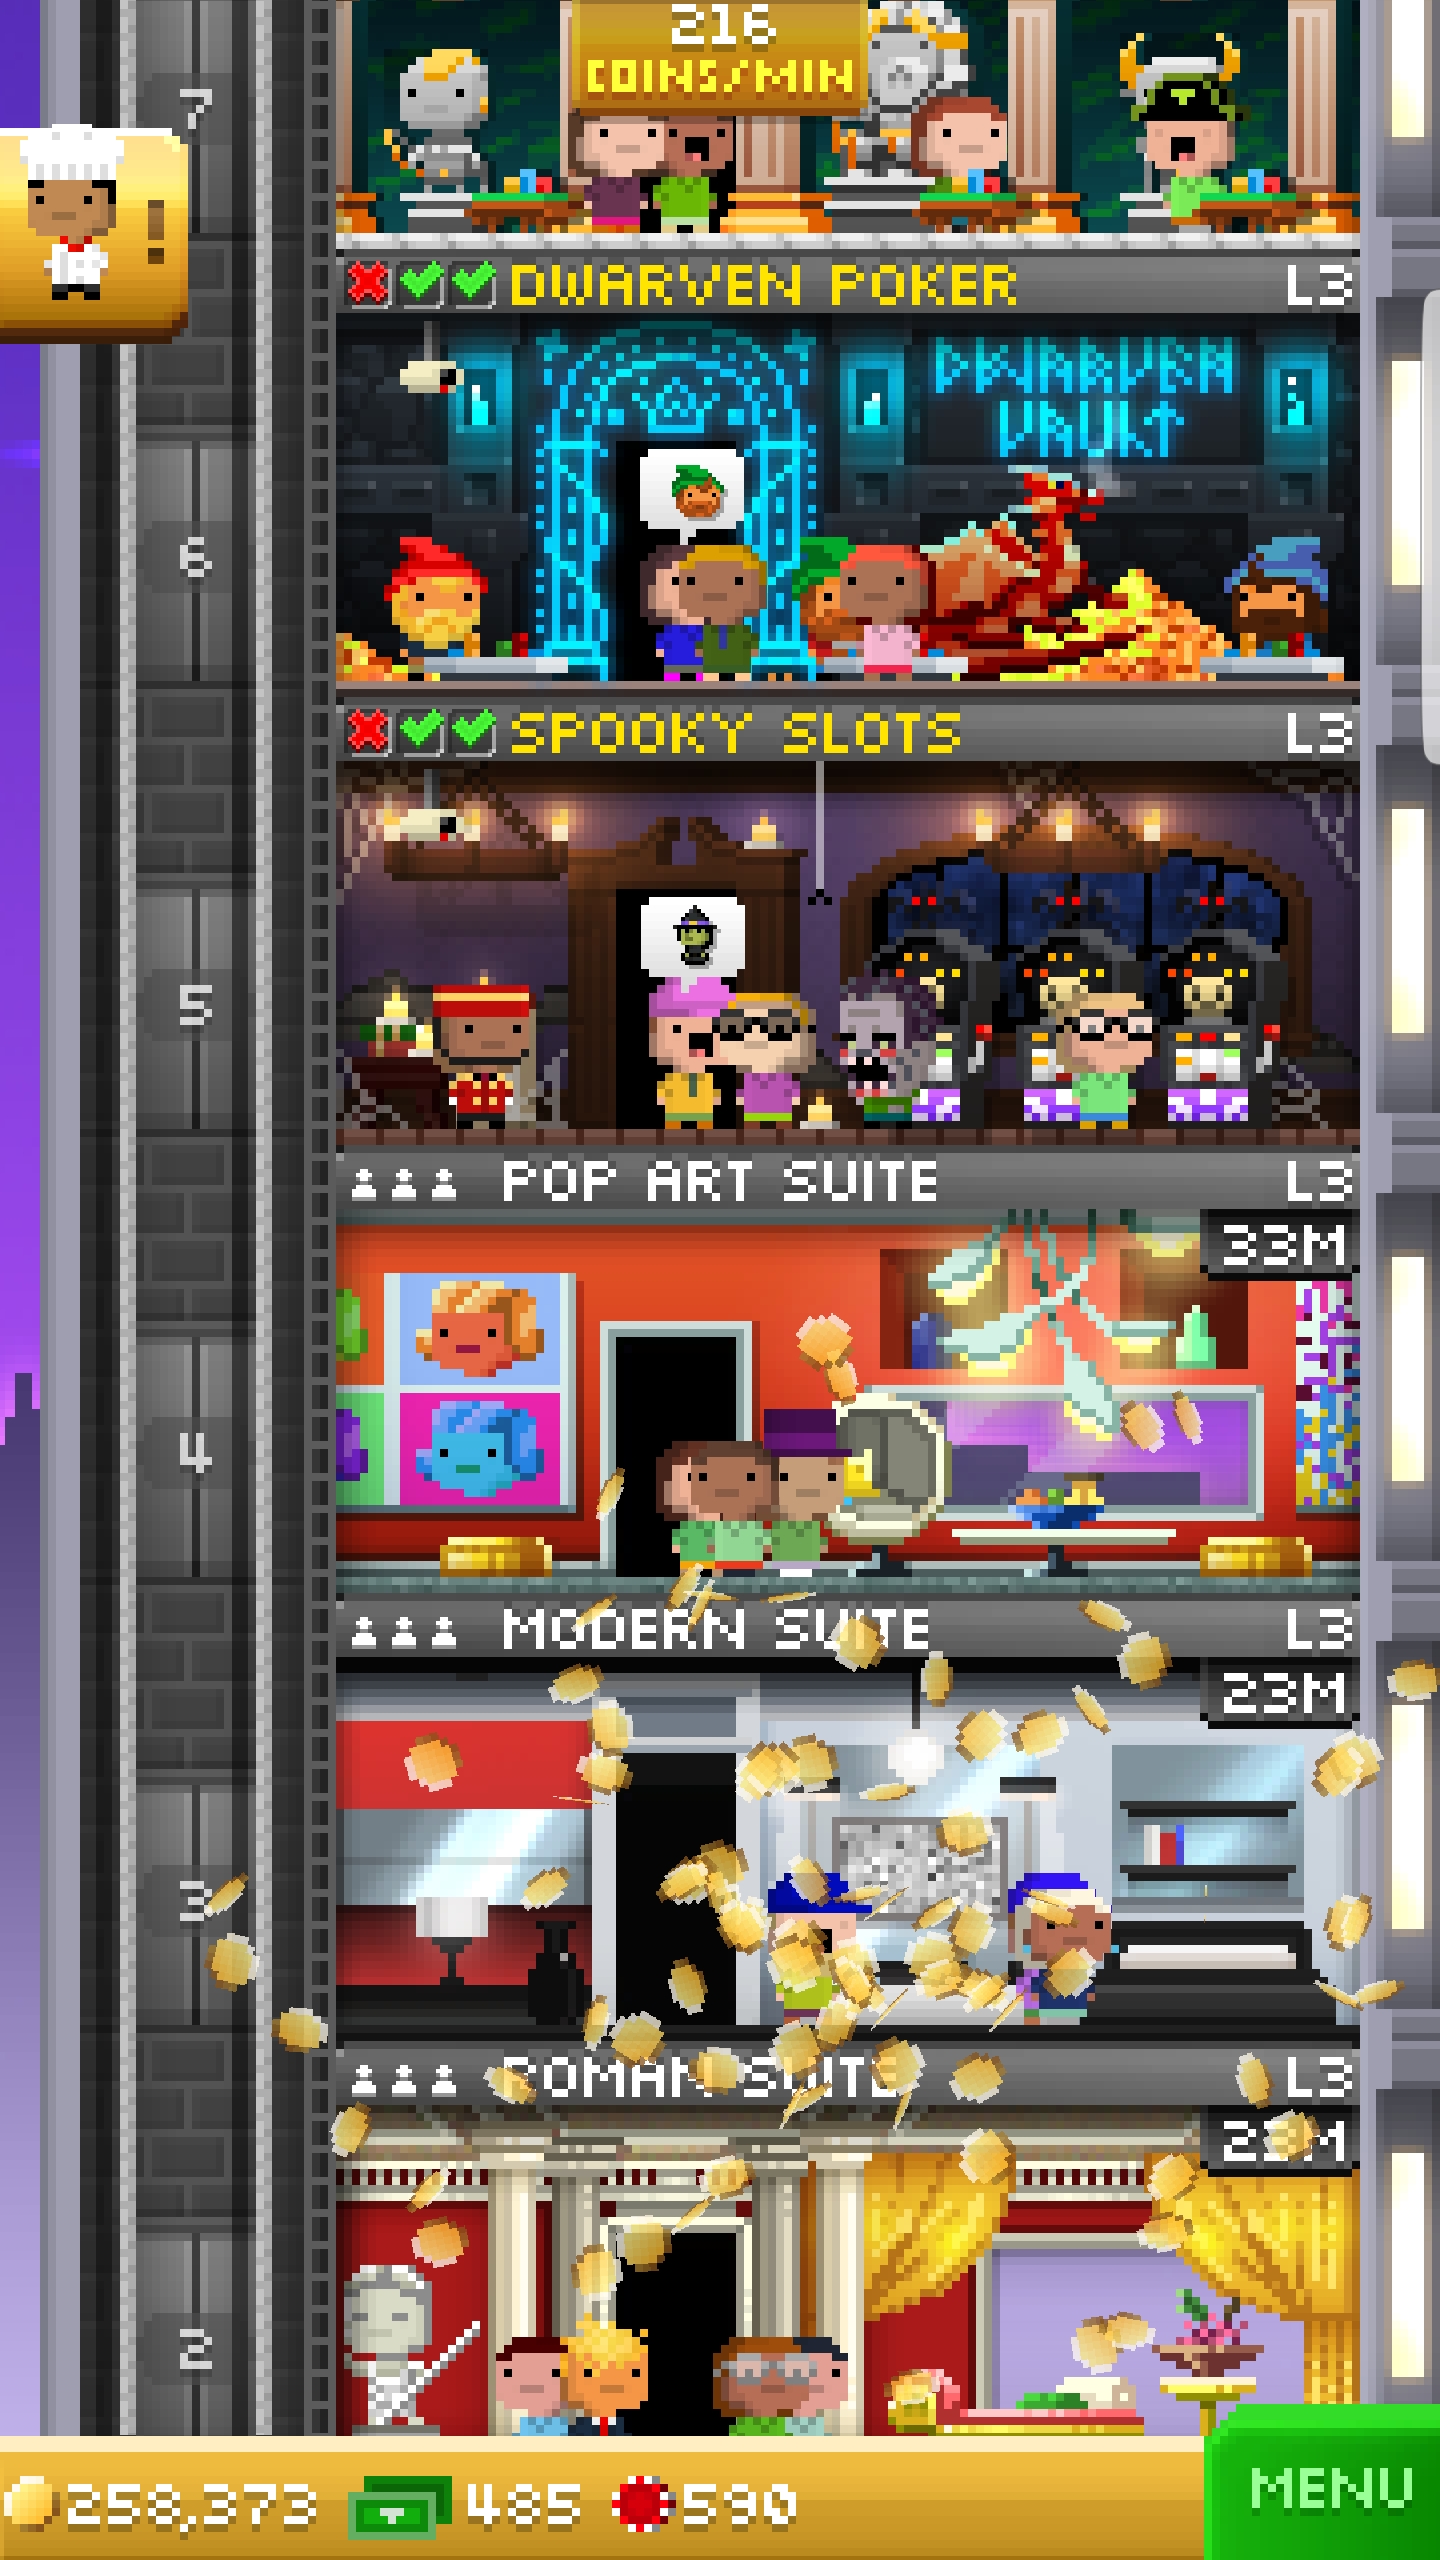 216
COINS/MIN
7
!
DWARVEN POKER L3
DWARVEN
VAULT
6
SPOOKY SLOTS L3
5
POP ART SUITE L3
33M
4
MODERN SUITE L3
23M
3
ROMAN SUITE L3
2
258,373 485 590
MENU